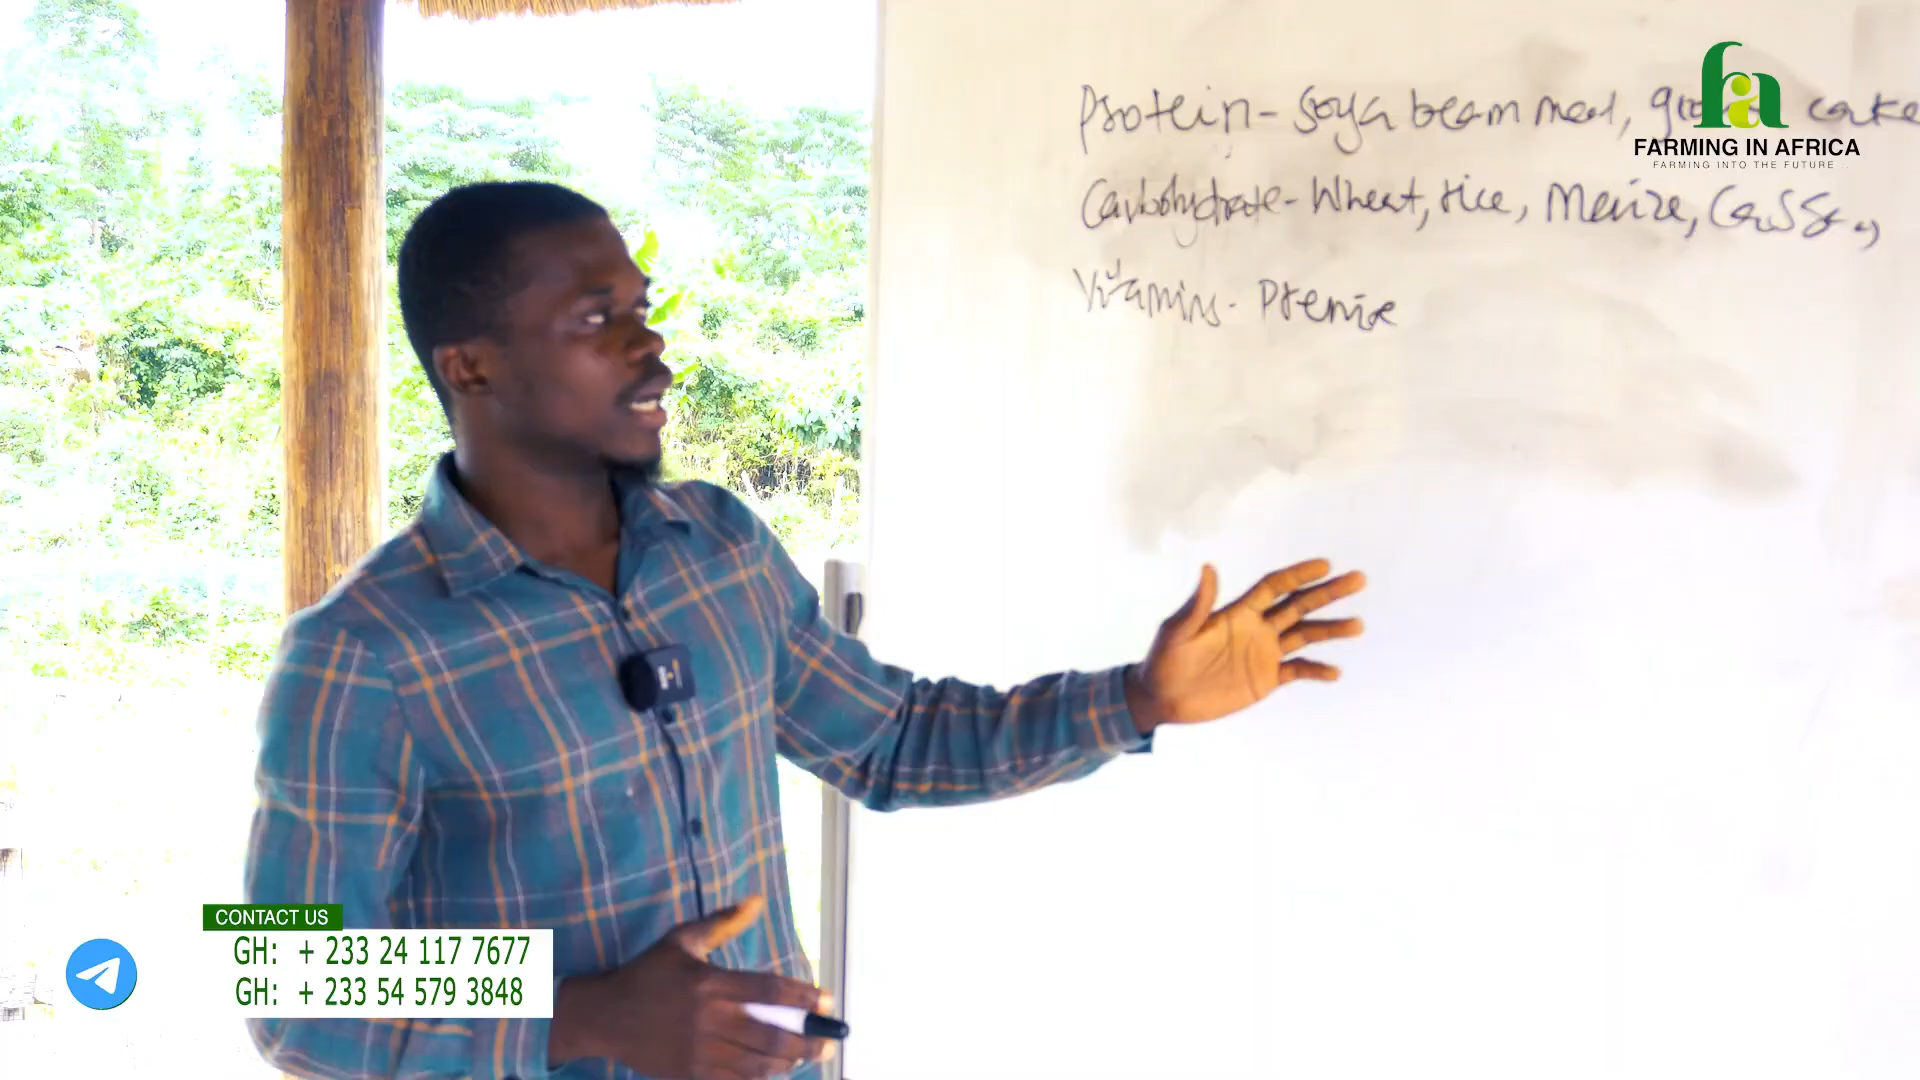 Protein - Soya bean meal, cake
Carbohydrate - Wheat, rice, Maize,
Vitamins - Premix
FARMING IN AFRICA
FARMING INTO THE FUTURE...
CONTACT US
GH: + 233 24 117 7677
GH: + 233 54 579 3848